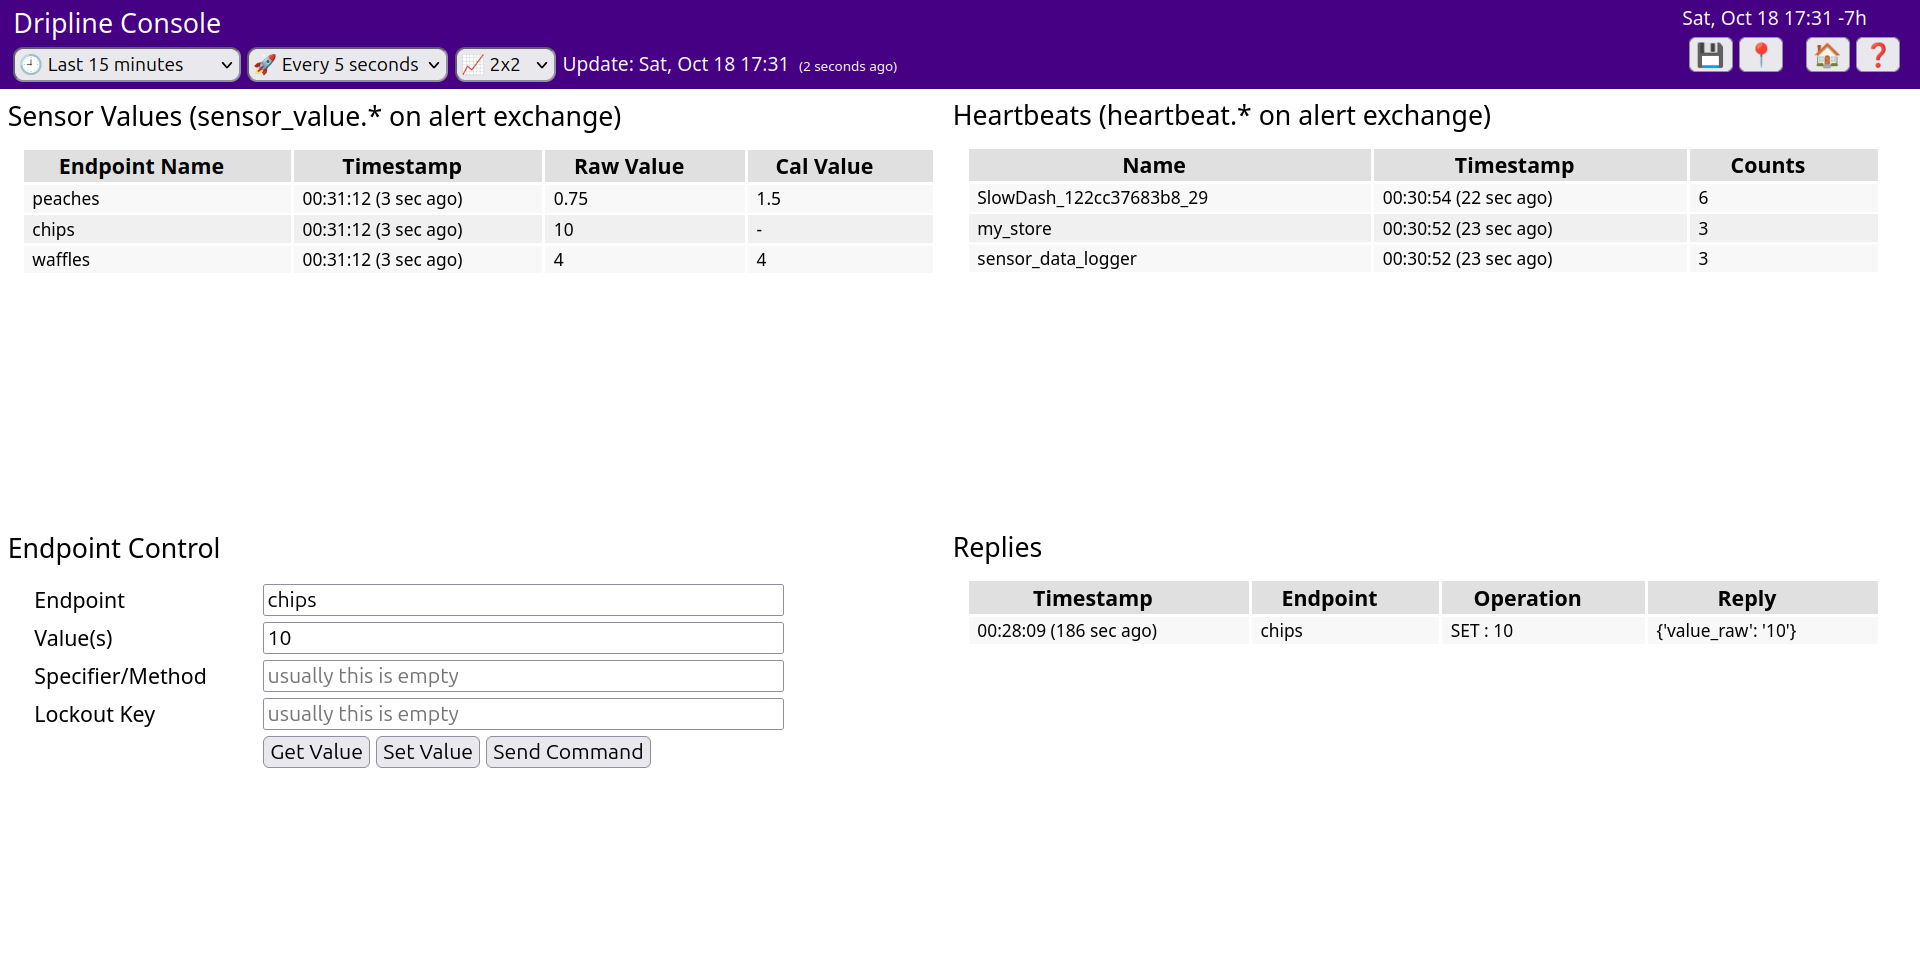 Dripline Console
Sat, Oct 18 17:31 -7h
Last 15 minutes Every 5 seconds 2x2 Update: Sat, Oct 18 17:31 (2 seconds ago)
Sensor Values (sensor_value.* on alert exchange)
Endpoint Name Timestamp Raw Value Cal Value
peaches 00:31:12 (3 sec ago) 0.75 1.5
chips 00:31:12 (3 sec ago) 10 -
waffles 00:31:12 (3 sec ago) 4 4
Heartbeats (heartbeat.* on alert exchange)
Name Timestamp Counts
SlowDash_122cc37683b8_29 00:30:54 (22 sec ago) 6
my_store 00:30:52 (23 sec ago) 3
sensor_data_logger 00:30:52 (23 sec ago) 3
Endpoint Control
Endpoint chips
Value(s) 10
Specifier/Method usually this is empty
Lockout Key usually this is empty
Get Value Set Value Send Command
Replies
Timestamp Endpoint Operation Reply
00:28:09 (186 sec ago) chips SET : 10 {'value_raw': '10'}